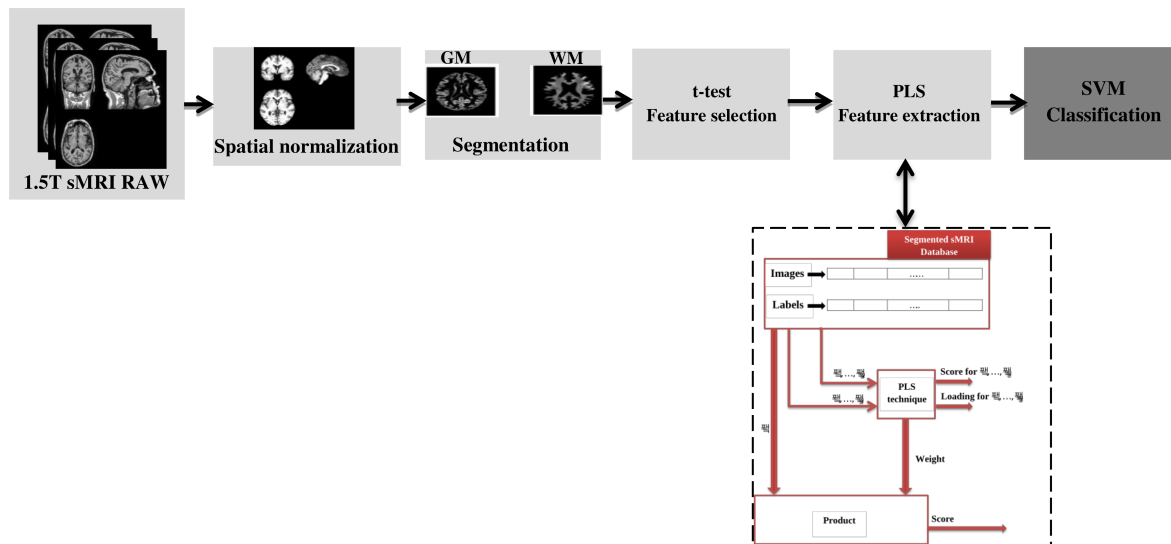 1.5T sMRI RAW
Spatial normalization
GM WM
Segmentation
t-test
Feature selection
PLS
Feature extraction
SVM
Classification
Segmented sMRI
Database
Images
.....
Labels
....
, …,
Score for , …,
PLS
technique
, …,
Loading for , …,
Weight
Product
Score